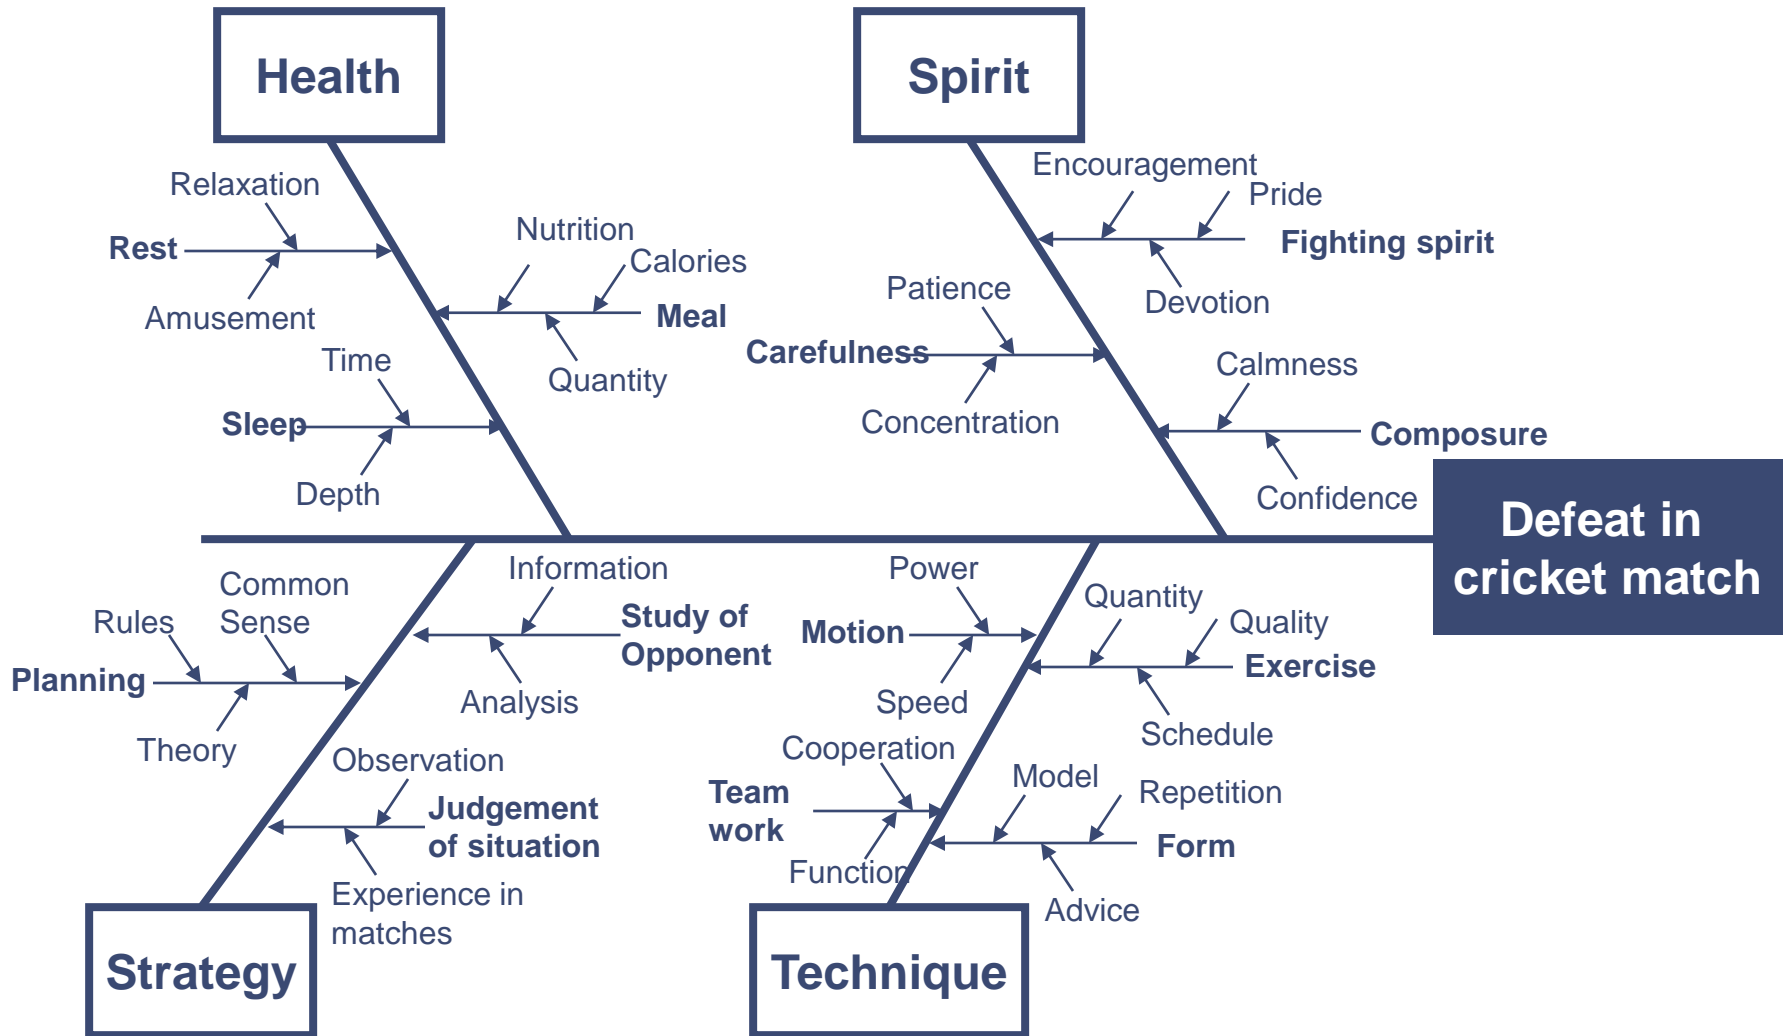 Health
Spirit
Relaxation
Rest
Amusement
Nutrition
Calories
Meal
Quantity
Time
Sleep
Depth
Encouragement
Pride
Fighting spirit
Devotion
Patience
Carefulness
Concentration
Calmness
Composure
Confidence
Defeat in
cricket match
Common
Sense
Rules
Planning
Theory
Information
Study of
Opponent
Analysis
Observation
Judgement
of situation
Experience in
matches
Strategy
Power
Motion
Speed
Quantity
Quality
Exercise
Schedule
Cooperation
Team
work
Function
Model
Repetition
Form
Advice
Technique